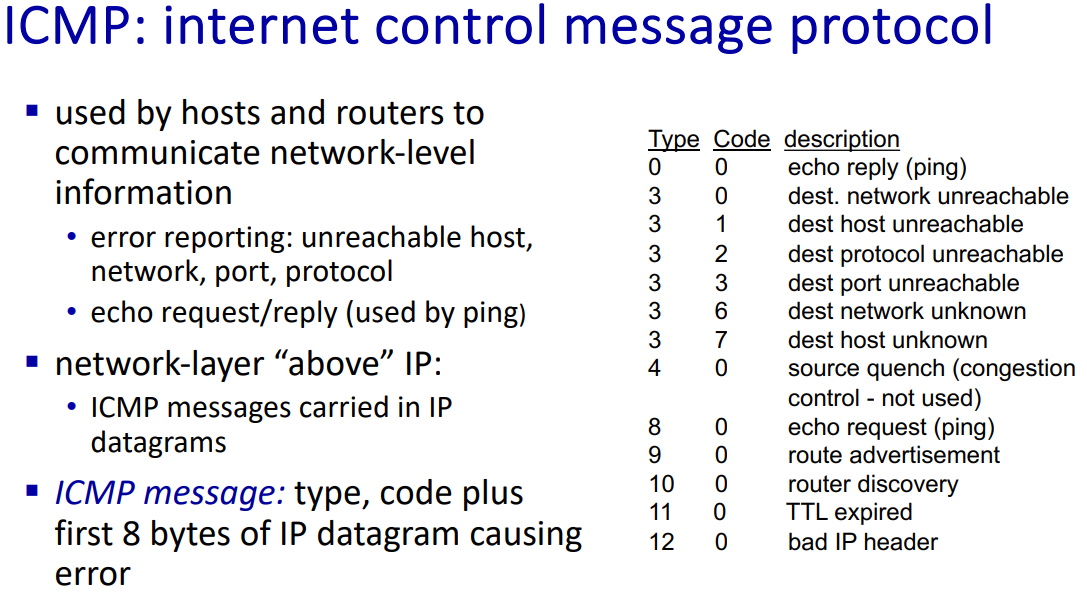 ICMP: internet control message protocol
▪ used by hosts and routers to
communicate network-level
information
• error reporting: unreachable host,
network, port, protocol
• echo request/reply (used by ping)
▪ network-layer “above” IP:
• ICMP messages carried in IP
datagrams
▪ ICMP message: type, code plus
first 8 bytes of IP datagram causing
error
Type Code description
0 0 echo reply (ping)
3 0 dest. network unreachable
3 1 dest host unreachable
3 2 dest protocol unreachable
3 3 dest port unreachable
3 6 dest network unknown
3 7 dest host unknown
4 0 source quench (congestion
control - not used)
8 0 echo request (ping)
9 0 route advertisement
10 0 router discovery
11 0 TTL expired
12 0 bad IP header